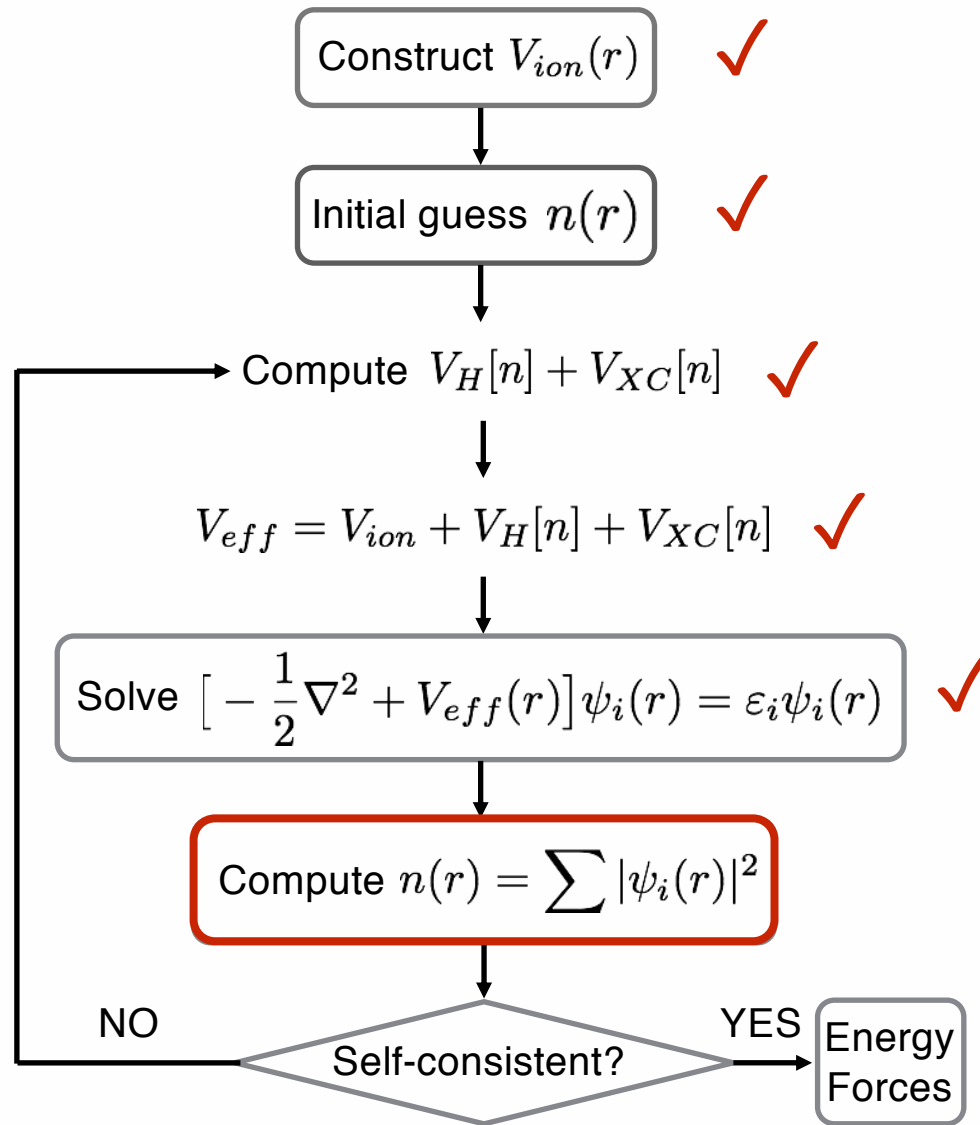 Construct $V_{ion}(r)$ ✓
Initial guess $n(r)$ ✓
Compute $V_H[n] + V_{XC}[n]$ ✓
$V_{eff} = V_{ion} + V_H[n] + V_{XC}[n]$ ✓
Solve $\left[ -\frac{1}{2}\nabla^2 + V_{eff}(r) \right] \psi_i(r) = \varepsilon_i \psi_i(r)$ ✓
Compute $n(r) = \sum |\psi_i(r)|^2$
NO
Self-consistent?
YES
Energy
Forces